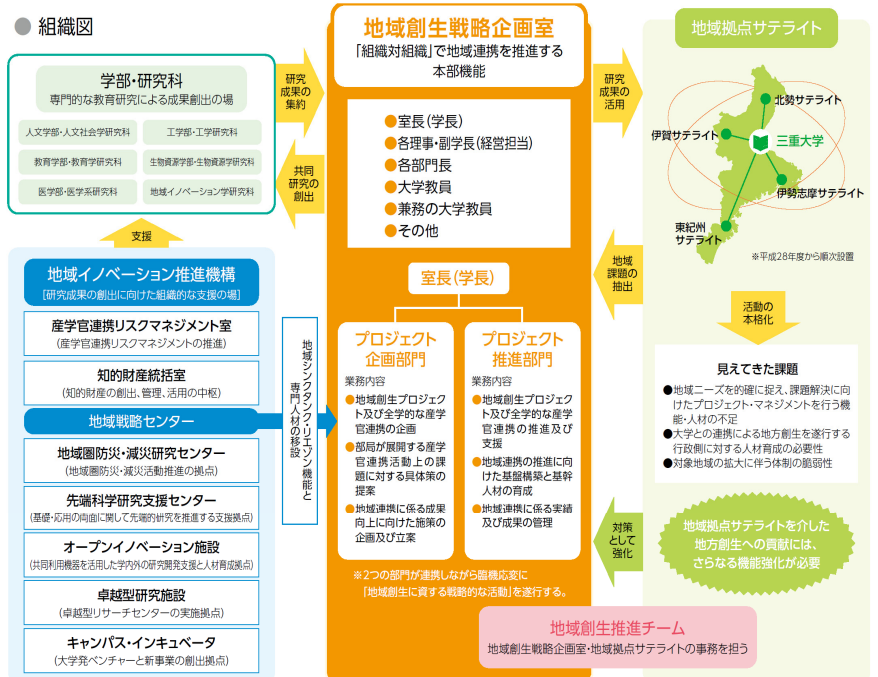 ● 組織図
学部・研究科
専門的な教育研究による成果創出の場
人文学部・人文社会学研究科
工学部・工学研究科
教育学部・教育学研究科
生物資源学部・生物資源学研究科
医学部・医学系研究科
地域イノベーション学研究科
支援
地域イノベーション推進機構
[研究成果の創出に向けた組織的な支援の場]
産学官連携リスクマネジメント室
(産学官連携リスクマネジメントの推進)
知的財産統括室
(知的財産の創出、管理、活用の中枢)
地域戦略センター
地域圏防災・減災研究センター
(地域圏防災・減災活動推進の拠点)
先端科学研究支援センター
(基礎・応用の両面に関して先端的研究を推進する支援拠点)
オープンイノベーション施設
(共同利用機器を活用した学内外の研究開発支援と人材育成拠点)
卓越型研究施設
(卓越型リサーチセンターの実施拠点)
キャンパス・インキュベータ
(大学発ベンチャーと新事業の創出拠点)
研究
成果の
集約
共同
研究の
創出
地域シンクタンク・リエゾン機能と
専門人材の移設
地域創生戦略企画室
「組織対組織」で地域連携を推進する
本部機能
●室長(学長)
●各理事・副学長(経営担当)
●各部門長
●大学教員
●兼務の大学教員
●その他
室長(学長)
プロジェクト
企画部門
業務内容
●地域創生プロジェク
ト及び全学的な産学
官連携の企画
●部局が展開する産学
官連携活動上の課
題に対する具体策の
提案
●地域連携に係る成果
向上に向けた施策の
企画及び立案
プロジェクト
推進部門
業務内容
●地域創生プロジェク
ト及び全学的な産学
官連携の推進及び
支援
●地域連携の推進に向
けた基盤構築と基幹
人材の育成
●地域連携に係る実績
及び成果の管理
※2つの部門が連携しながら臨機応変に
「地域創生に資する戦略的な活動」を遂行する。
地域創生推進チーム
地域創生戦略企画室・地域拠点サテライトの事務を担う
研究
成果の
活用
地域
課題の
抽出
対策
として
強化
地域拠点サテライト
北勢サテライト
伊賀サテライト
三重大学
伊勢志摩サテライト
東紀州
サテライト
※平成28年度から順次設置
活動の
本格化
見えてきた課題
●地域ニーズを的確に捉え、課題解決に向
けたプロジェクト・マネジメントを行う機
能・人材の不足
●大学との連携による地方創生を遂行する
行政側に対する人材育成の必要性
●対象地域の拡大に伴う体制の脆弱性
地域拠点サテライトを介した
地方創生への貢献には、
さらなる機能強化が必要